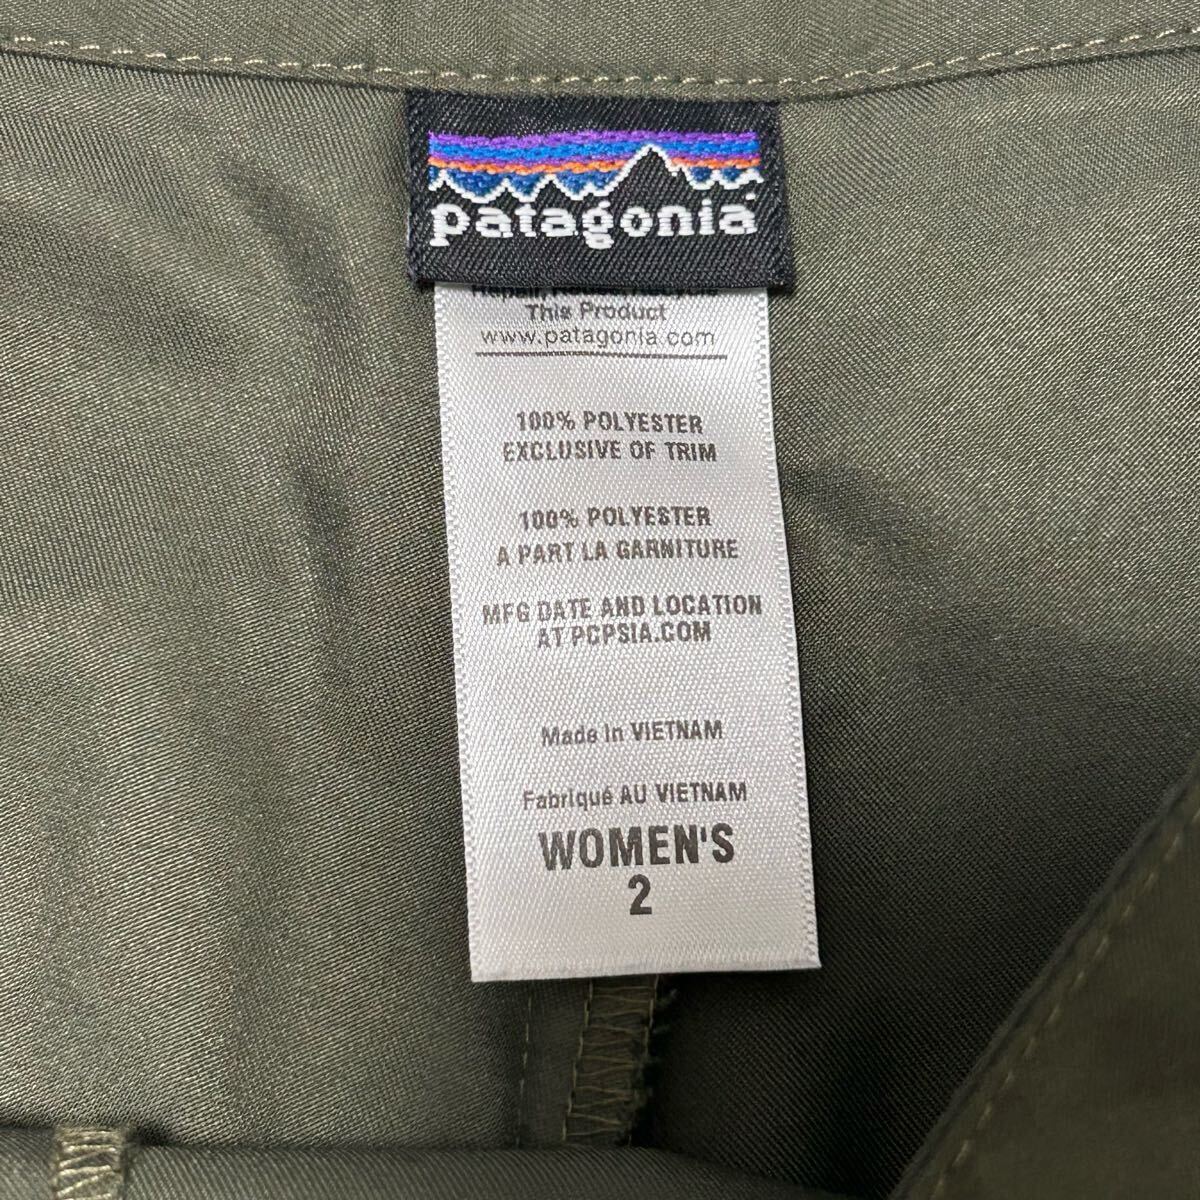 patagonia
This Product
www.patagonia.com
100% POLYESTER
EXCLUSIVE OF TRIM
100% POLYESTER
A PART LA GARNITURE
MFG DATE AND LOCATION
AT PCPSIA.COM
Made in VIETNAM
Fabriqué AU VIETNAM
WOMEN'S
2